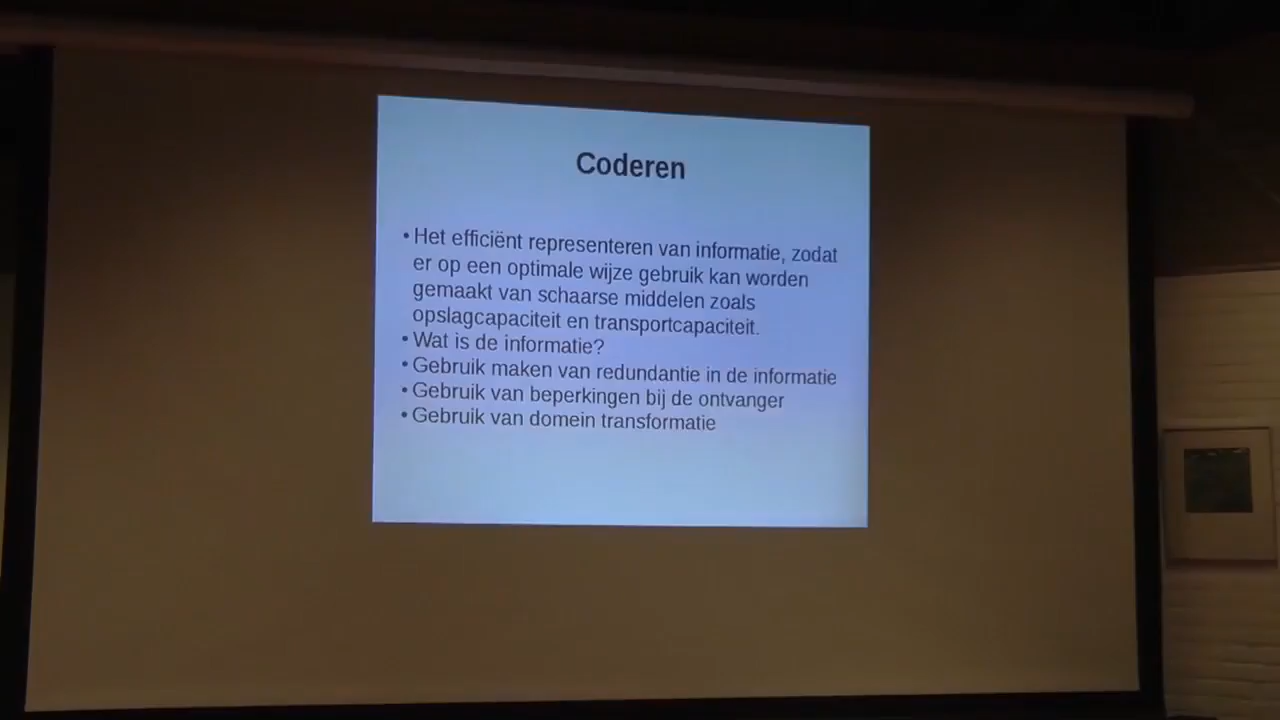 Coderen
• Het efficiënt representeren van informatie, zodat
er op een optimale wijze gebruik kan worden
gemaakt van schaarse middelen zoals
opslagcapaciteit en transportcapaciteit.
• Wat is de informatie?
• Gebruik maken van redundantie in de informatie
• Gebruik van beperkingen bij de ontvanger
• Gebruik van domein transformatie